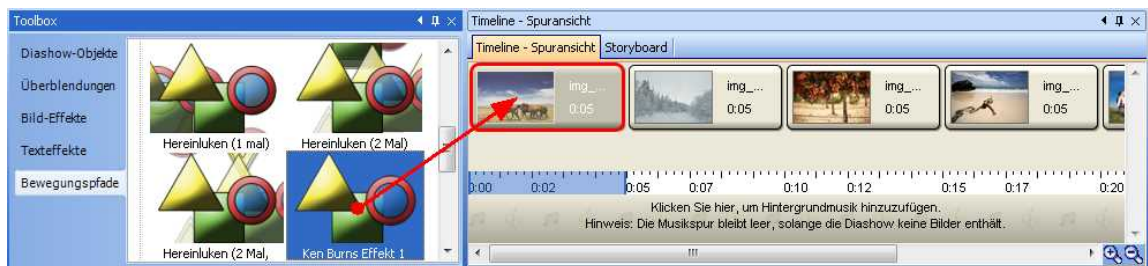 Toolbox
Diashow-Objekte
Überblendungen
Bild-Effekte
Texteffekte
Bewegungspfade
Hereinluken (1 mal)
Hereinluken (2 Mal)
Hereinluken (2 Mal,
Ken Burns Effekt 1
Timeline - Spuransicht
Timeline - Spuransicht Storyboard
img_... img_... img_... img_...
0:05 0:05 0:05 0:05
0:00 0:02 0:05 0:07 0:10 0:12 0:15 0:17 0:20
Klicken Sie hier, um Hintergrundmusik hinzuzufügen.
Hinweis: Die Musikspur bleibt leer, solange die Diashow keine Bilder enthält.